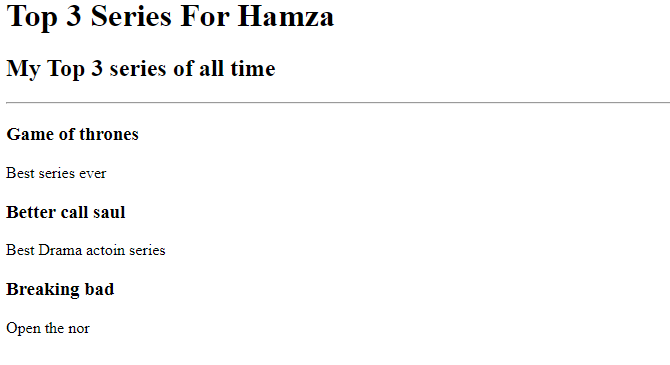 Top 3 Series For Hamza
My Top 3 series of all time
Game of thrones
Best series ever
Better call saul
Best Drama actoin series
Breaking bad
Open the nor